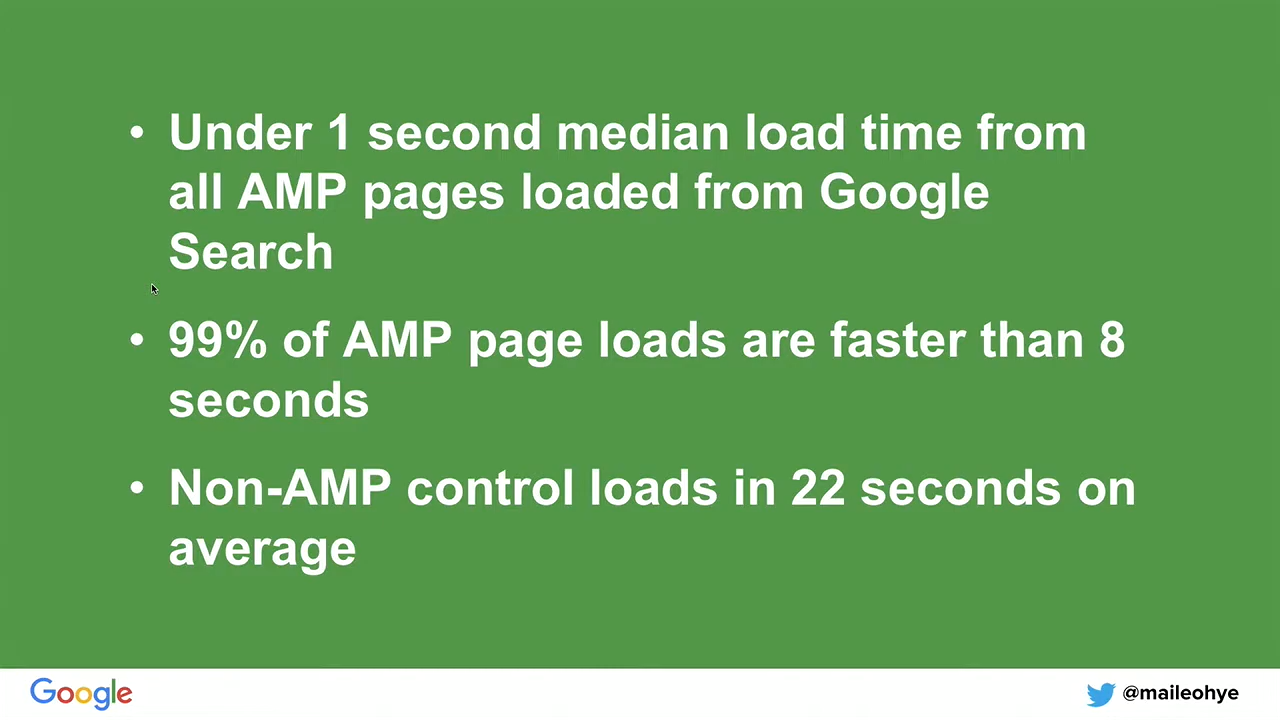 • Under 1 second median load time from
all AMP pages loaded from Google
Search
• 99% of AMP page loads are faster than 8
seconds
• Non-AMP control loads in 22 seconds on
average
Google
@maileohye